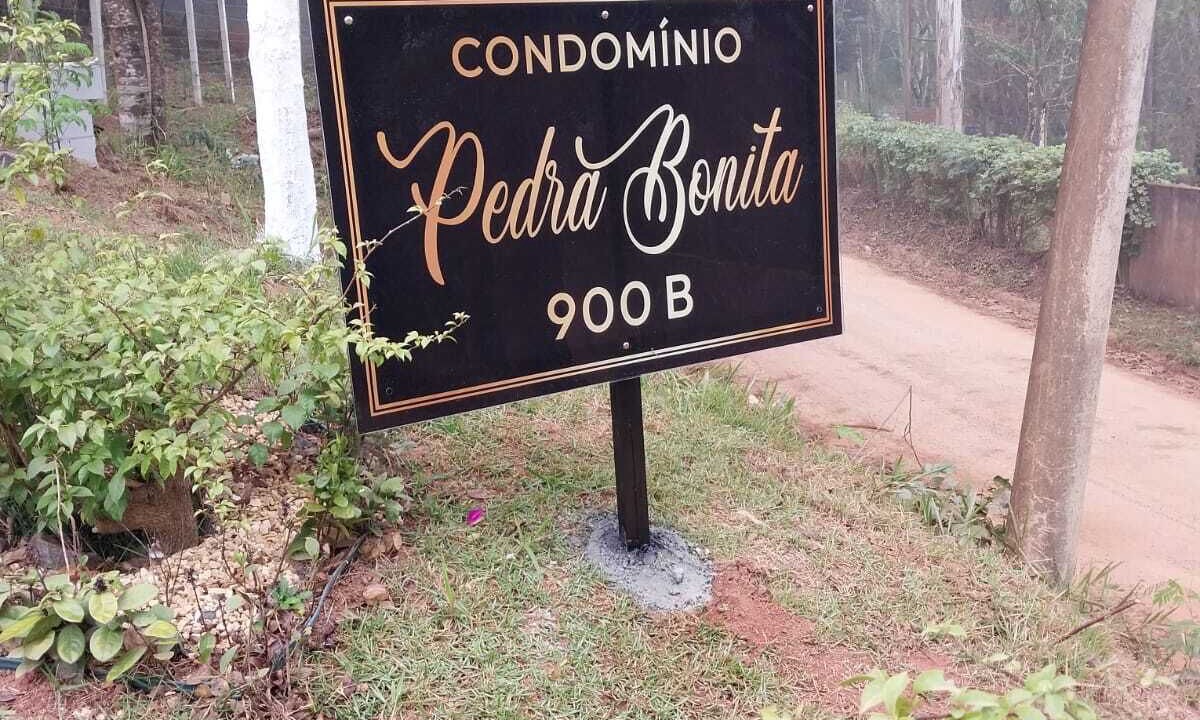 CONDOMÍNIO
Pedra Bonita
900 B